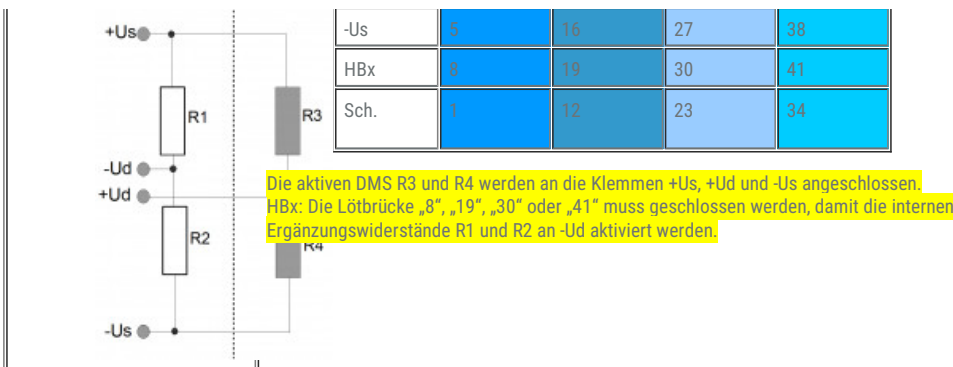 +Us
R1
R3
-Ud
+Ud
R2
R4
-Us
-Us 5 16 27 38
HBx 8 19 30 41
Sch. 1 12 23 34
Die aktiven DMS R3 und R4 werden an die Klemmen +Us, +Ud und -Us angeschlossen.
HBx: Die Lötbrücke „8“, „19“, „30“ oder „41“ muss geschlossen werden, damit die internen
Ergänzungswiderstände R1 und R2 an -Ud aktiviert werden.